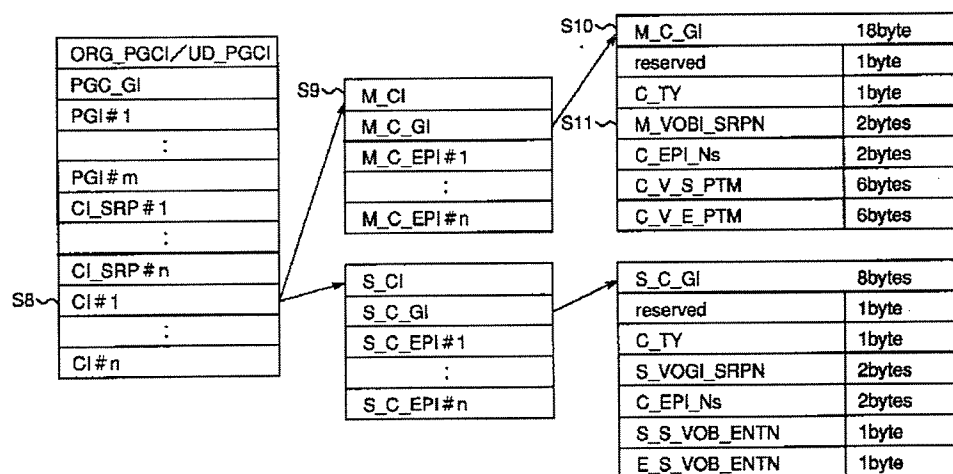 ORG_PGCI/UD_PGCI
PGC_GI
PGI#1
:
PGI#m
CI_SRP#1
:
CI_SRP#n
S8 CI#1
:
CI#n
S9 M_CI
M_C_GI
M_C_EPI#1
:
M_C_EPI#n
S_CI
S_C_GI
S_C_EPI#1
:
S_C_EPI#n
S10 M_C_GI 18byte
reserved 1byte
C_TY 1byte
S11 M_VOBI_SRPN 2bytes
C_EPI_Ns 2bytes
C_V_S_PTM 6bytes
C_V_E_PTM 6bytes
S_C_GI 8bytes
reserved 1byte
C_TY 1byte
S_VOGI_SRPN 2bytes
C_EPI_Ns 2bytes
S_S_VOB_ENTN 1byte
E_S_VOB_ENTN 1byte